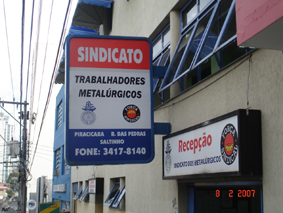 SINDICATO
TRABALHADORES
METALÚRGICOS
PIRACICABA R. DAS PEDRAS
SALTINHO
FONE: 3417-8140
Recepção
SINDICATO DOS METALÚRGICOS
8 2 2007